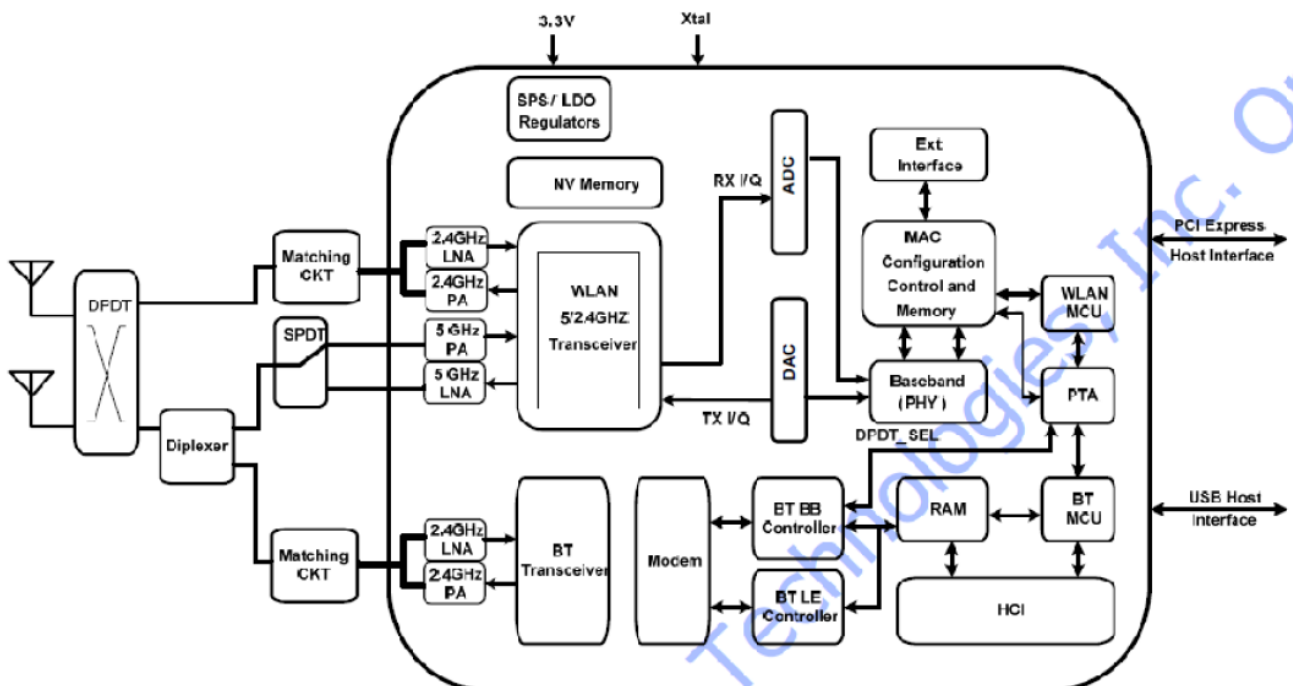 3.3V
Xtal
SPS/ LDO
Regulators
NV Memory
RX I/Q
ADC
Ext
Interface
PCI Express
Host Interface
Matching
CKT
2.4GHz
LNA
2.4GHz
PA
WLAN
5/2.4GHZ
Transceiver
MAC
Configuration
Control and
Memory
WLAN
MCU
DPDT
SPDT
5 GHz
PA
5 GHz
LNA
DAC
TX I/Q
Baseband
(PHY)
PTA
Diplexer
DPDT_SEL
Matching
CKT
2.4GHz
LNA
2.4GHz
PA
BT
Transceiver
Modem
BT BB
Controller
BT LE
Controller
RAM
BT
MCU
HCI
USB Host
Interface
Technologies, Inc.